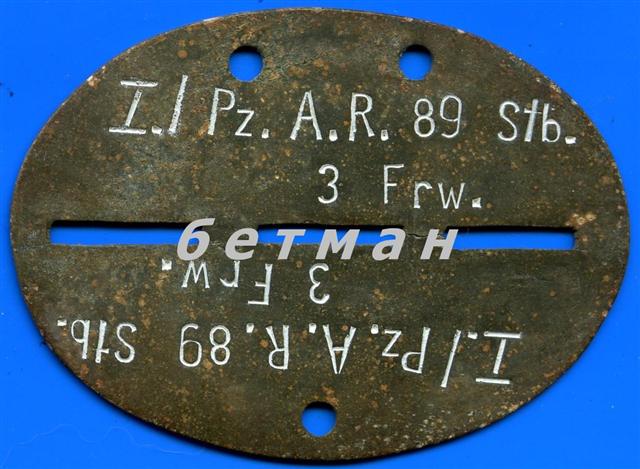 I./Pz. A.R. 89 Stb.
3 Frw.
бетман
3 Frw.
I./Pz.A.R.89 Stb.